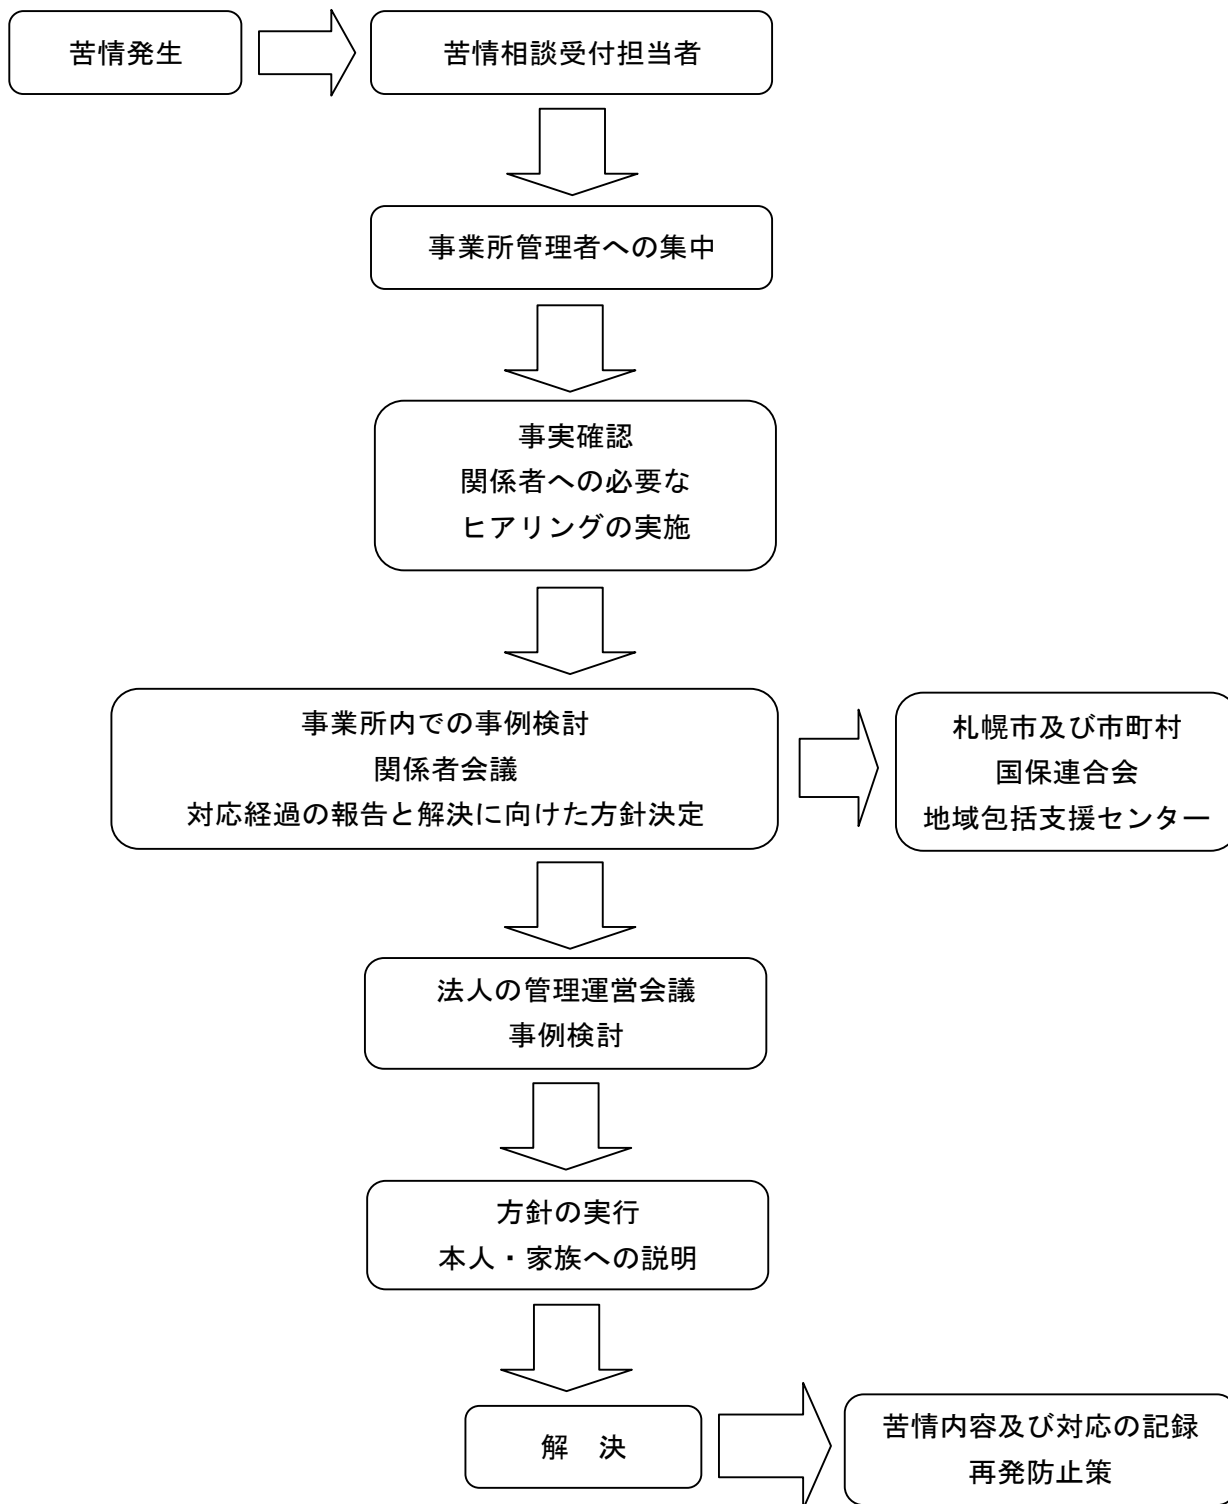 苦情発生
苦情相談受付担当者
事業所管理者への集中
事実確認
関係者への必要な
ヒアリングの実施
事業所内での事例検討
関係者会議
対応経過の報告と解決に向けた方針決定
札幌市及び市町村
国保連合会
地域包括支援センター
法人の管理運営会議
事例検討
方針の実行
本人・家族への説明
解　決
苦情内容及び対応の記録
再発防止策